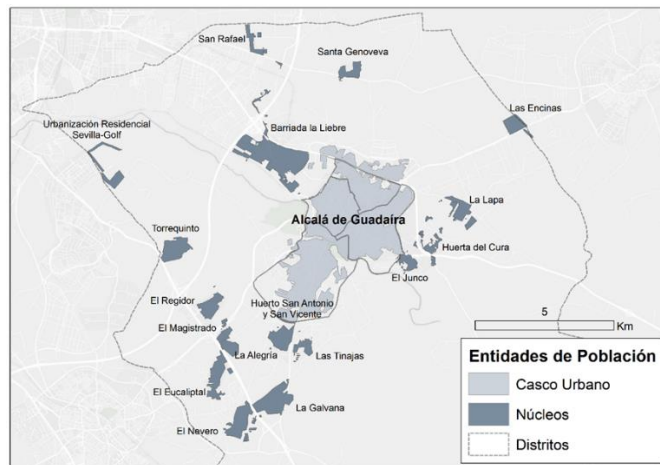 San Rafael
Santa Genoveva
Las Encinas
Urbanización Residencial
Sevilla-Golf
Barriada la Liebre
La Lapa
Alcalá de Guadaíra
Torrequinto
Huerta del Cura
El Junco
El Regidor
Huerto San Antonio
y San Vicente
El Magistrado
La Alegría
Las Tinajas
El Eucaliptal
La Galvana
El Nevero
5
Km
Entidades de Población
Casco Urbano
Núcleos
Distritos